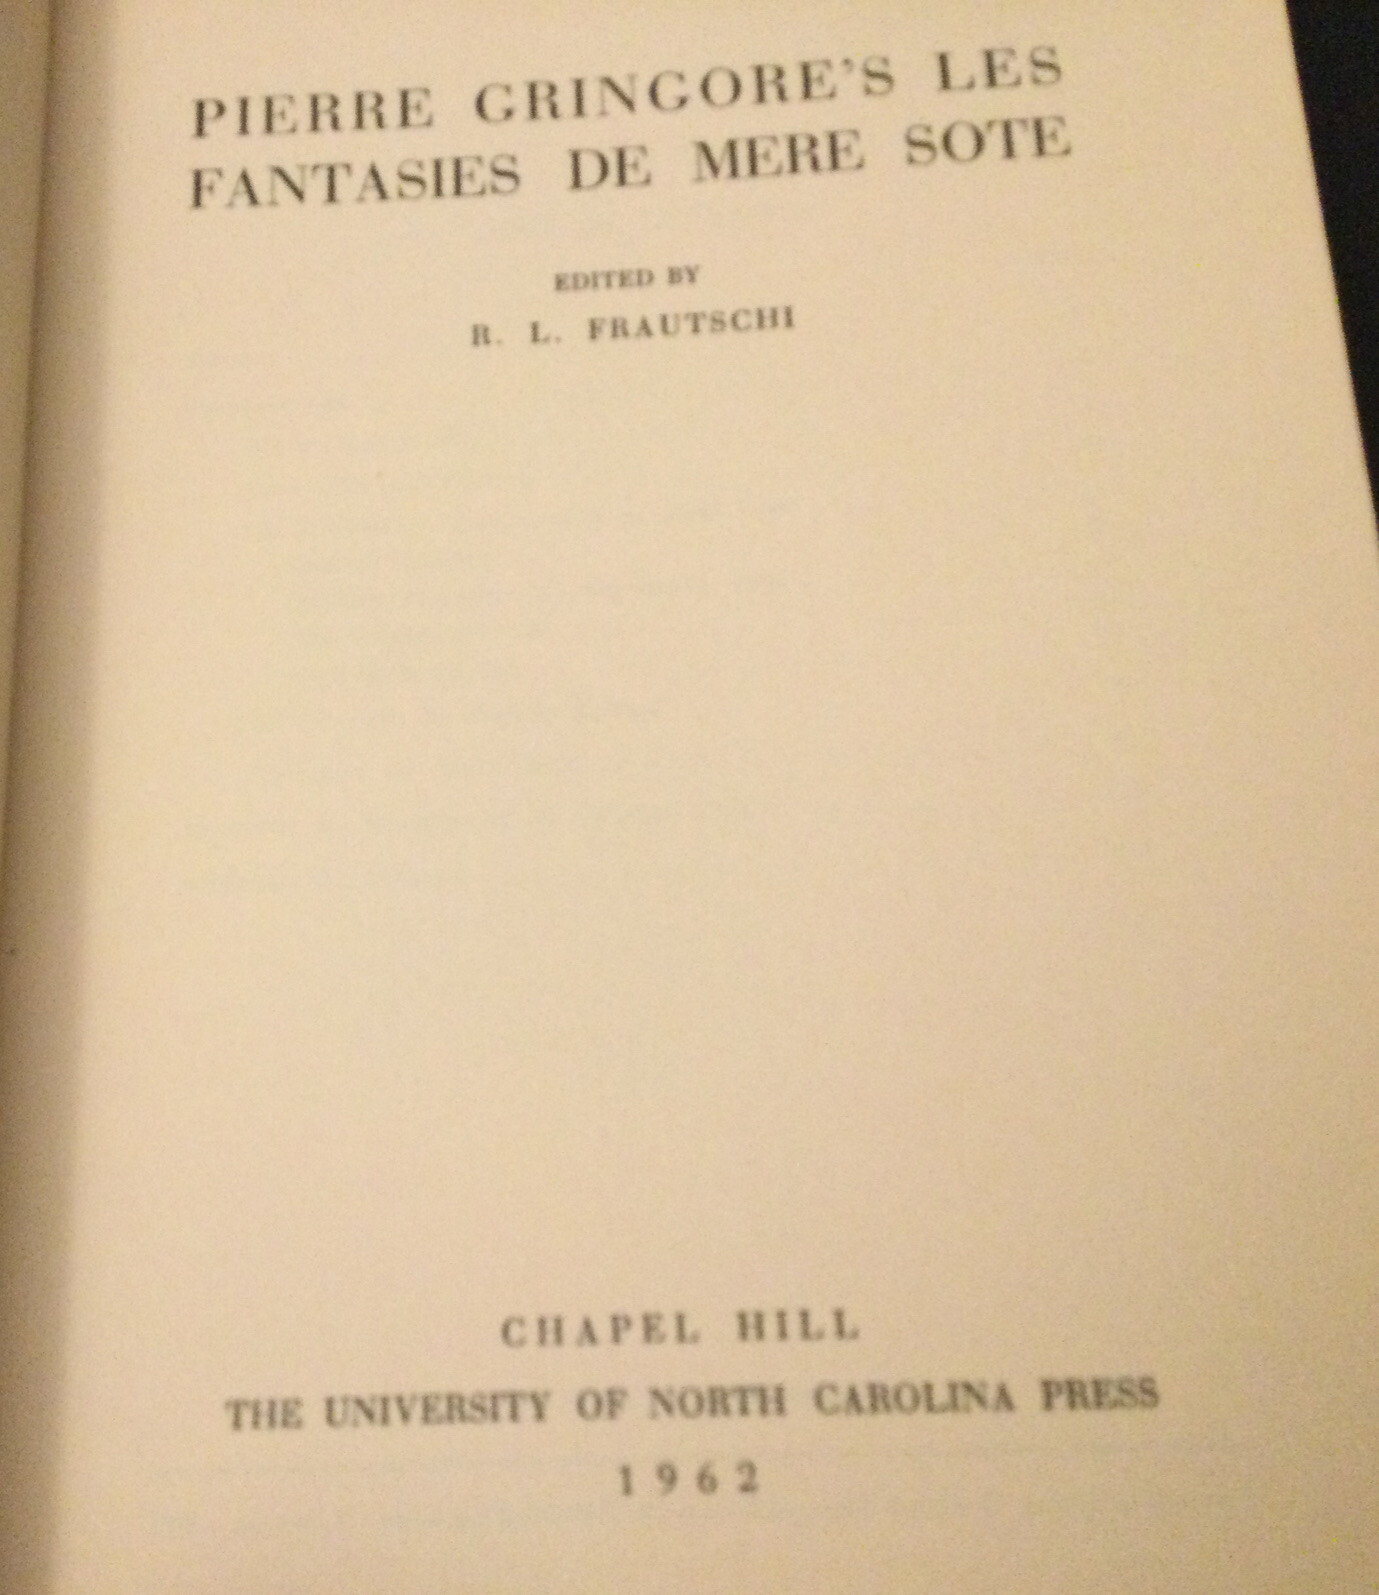 PIERRE GRINGORE'S LES
FANTASIES DE MERE SOTE
EDITED BY
R. L. FRAUTSCHI
CHAPEL HILL
THE UNIVERSITY OF NORTH CAROLINA PRESS
1962